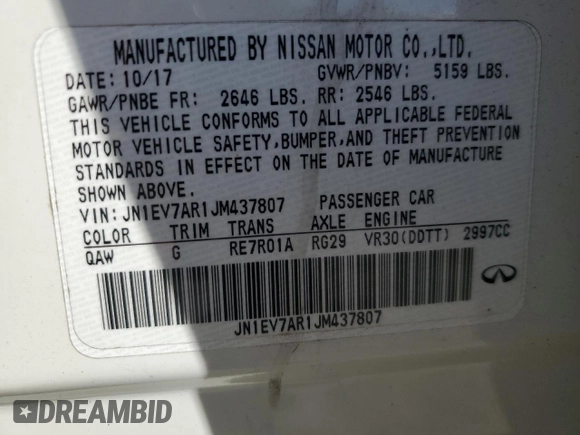 MANUFACTURED BY NISSAN MOTOR CO.,LTD.
DATE: 10/17 GVWR/PNBV: 5159 LBS.
GAWR/PNBE FR: 2646 LBS. RR: 2546 LBS.
THIS VEHICLE CONFORMS TO ALL APPLICABLE FEDERAL
MOTOR VEHICLE SAFETY,BUMPER,AND THEFT PREVENTION
STANDARDS IN EFFECT ON THE DATE OF MANUFACTURE
SHOWN ABOVE.
VIN:JN1EV7AR1JM437807 PASSENGER CAR
COLOR TRIM TRANS AXLE ENGINE
QAW G RE7R01A RG29 VR30(DDTT) 2997CC
JN1EV7AR1JM437807
DREAMBID